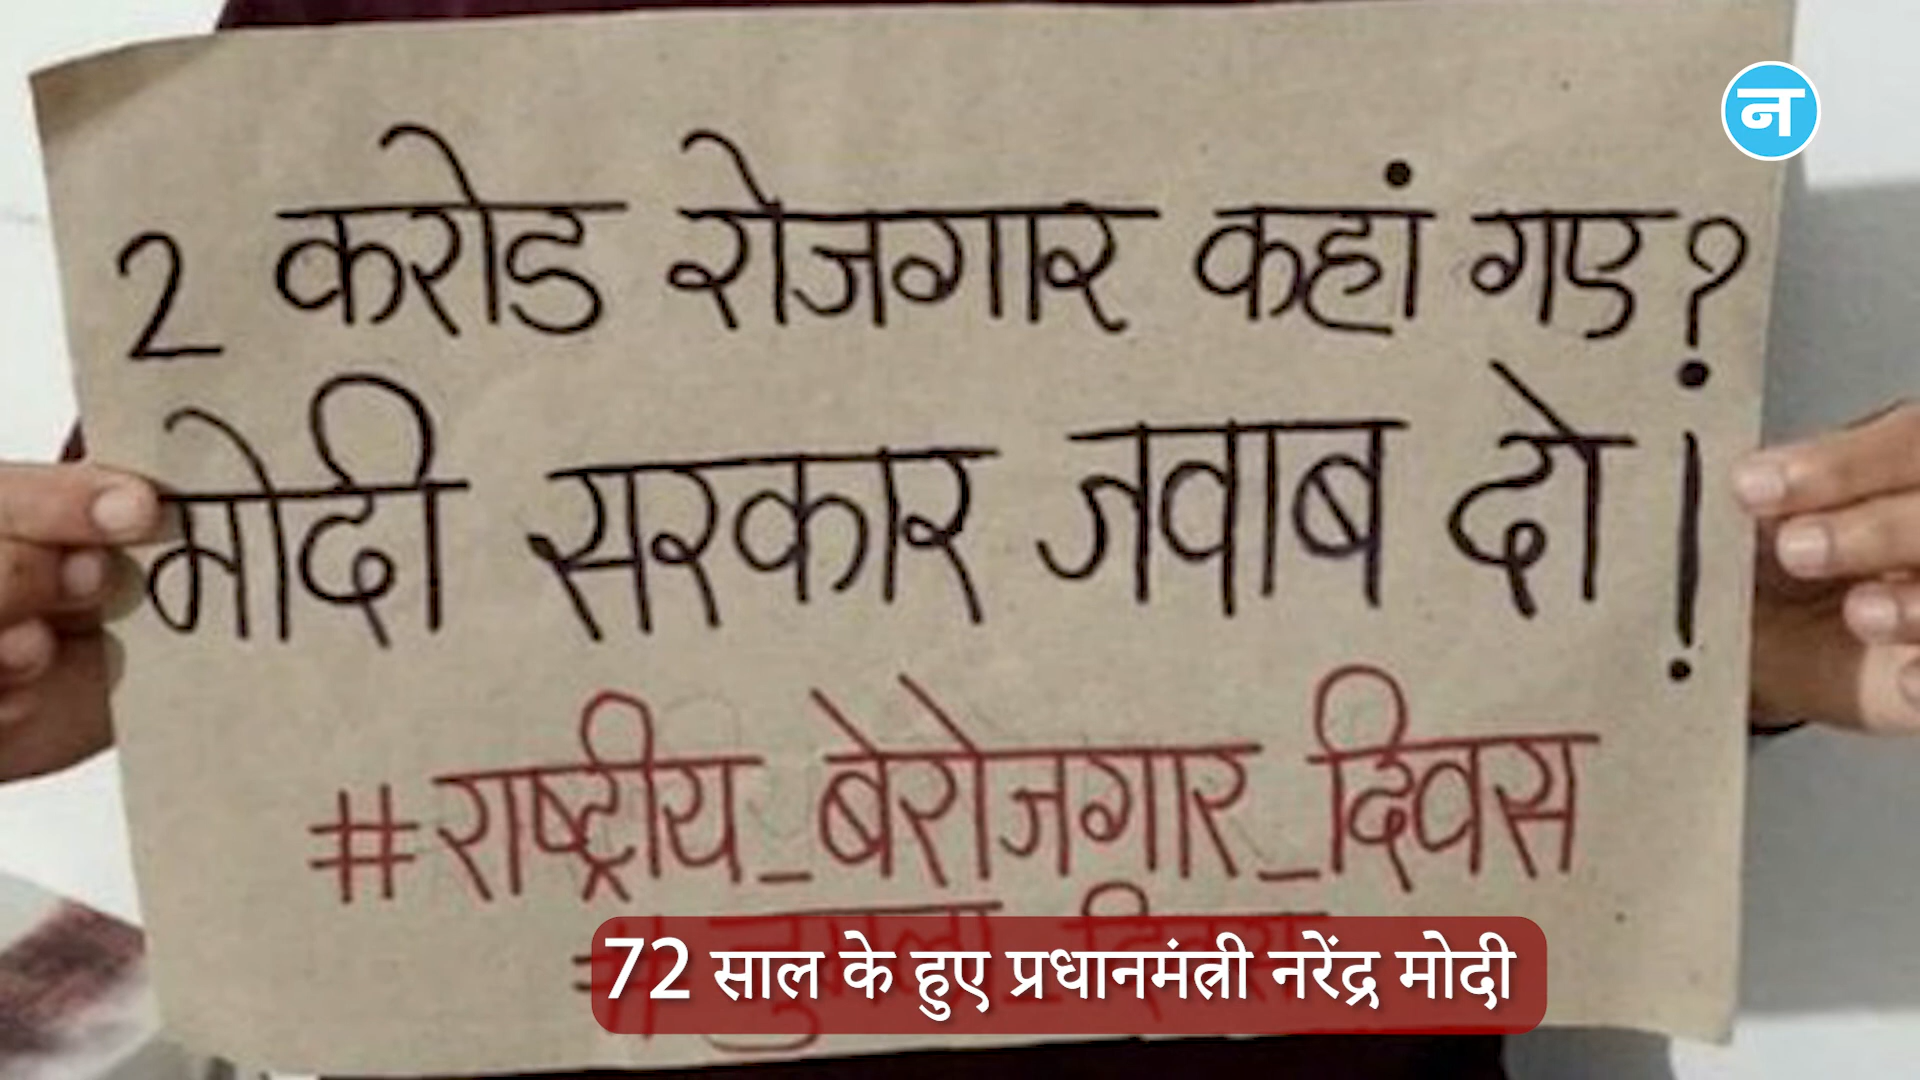 न
2 करोड रोजगार कहां गए?
मोदी सरकार जवाब दो!
#राष्ट्रीय_बेरोजगार_दिवस
72 साल के हुए प्रधानमंत्री नरेंद्र मोदी